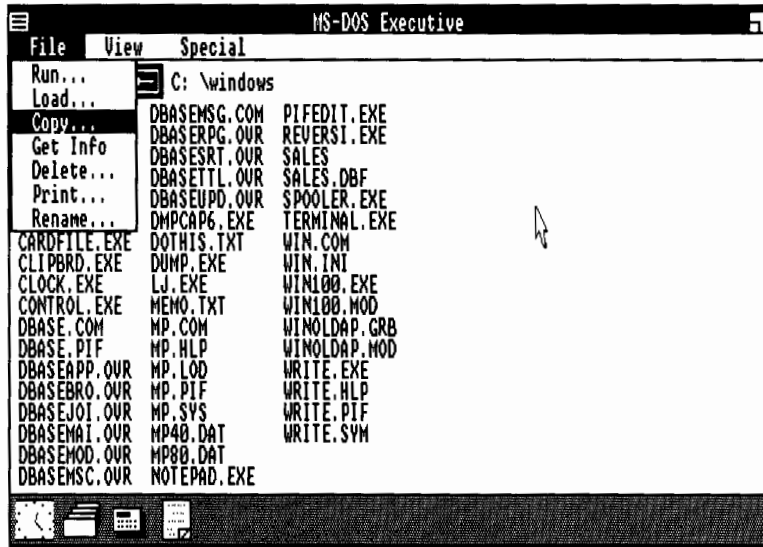 MS-DOS Executive
File View Special
Run...
Load...
Copy...
Get Info
Delete...
Print...
Rename...
C: \windows
DBASEMSG.COM PIFEDIT.EXE
DBASERPG.OVR REVERSI.EXE
DBASESRT.OVR SALES
DBASETTL.OVR SALES.DBF
DBASEUPD.OVR SPOOLER.EXE
DMPCAP6.EXE TERMINAL.EXE
CARDFILE.EXE DOTHIS.TXT WIN.COM
CLIPBRD.EXE DUMP.EXE WIN.INI
CLOCK.EXE LJ.EXE WIN100.EXE
CONTROL.EXE MEMO.TXT WIN100.MOD
DBASE.COM MP.COM WINOLDAP.GRB
DBASE.PIF MP.HLP WINOLDAP.MOD
DBASEAPP.OVR MP.LOD WRITE.EXE
DBASEBRO.OVR MP.PIF WRITE.HLP
DBASEJOI.OVR MP.SYS WRITE.PIF
DBASEMAI.OVR MP40.DAT WRITE.SYM
DBASEMOD.OVR MP80.DAT
DBASEMSC.OVR NOTEPAD.EXE